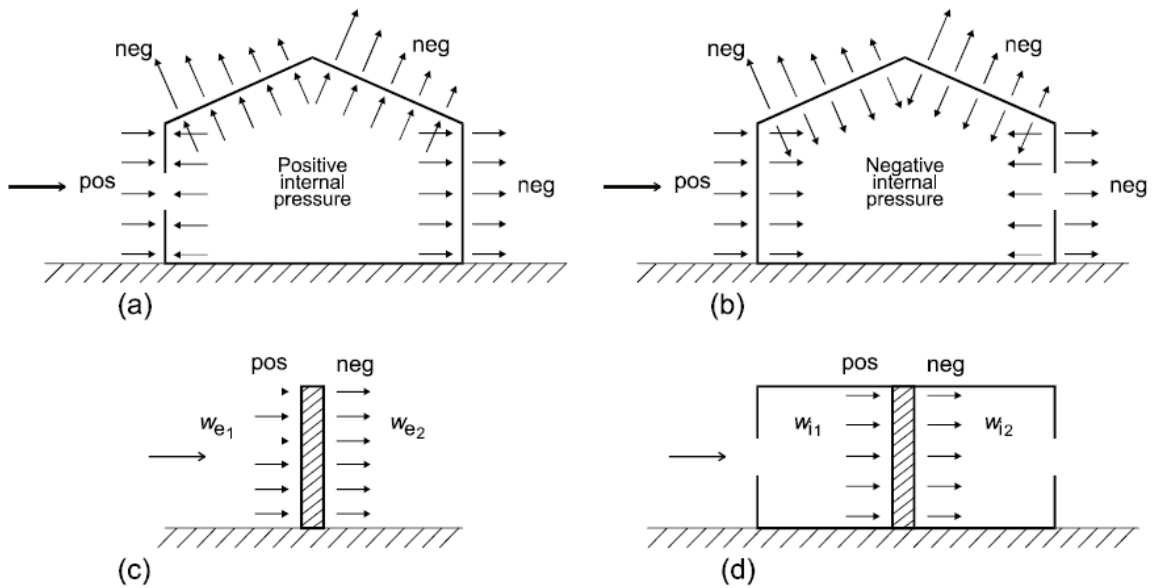 neg
neg
pos
Positive
internal
pressure
neg
(a)
neg
neg
pos
Negative
internal
pressure
neg
(b)
pos
neg
we1
we2
(c)
pos
neg
wi1
wi2
(d)